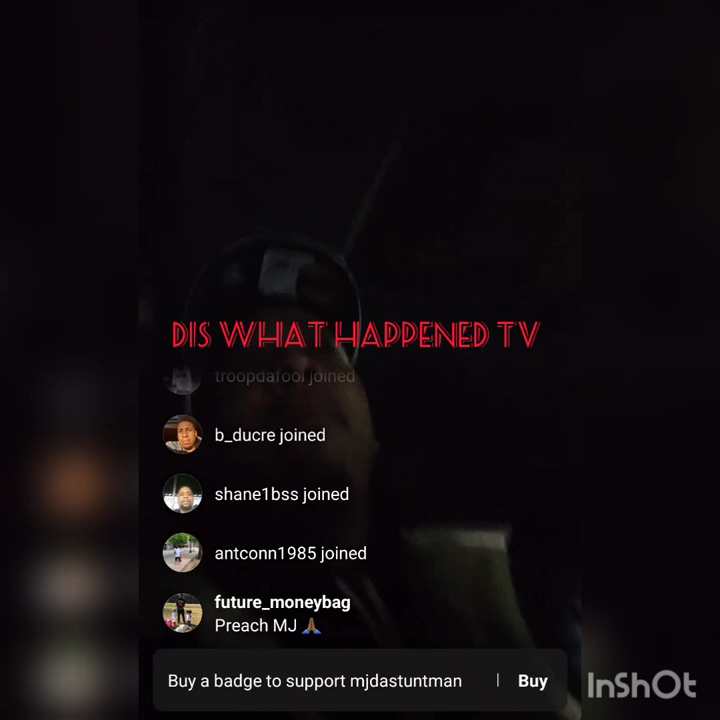 DIS WHAT HAPPENED TV
troopdafool joined
b_ducre joined
shane1bss joined
antconn1985 joined
future_moneybag
Preach MJ 🙏🏾
Buy a badge to support mjdastuntman | Buy
InShOt